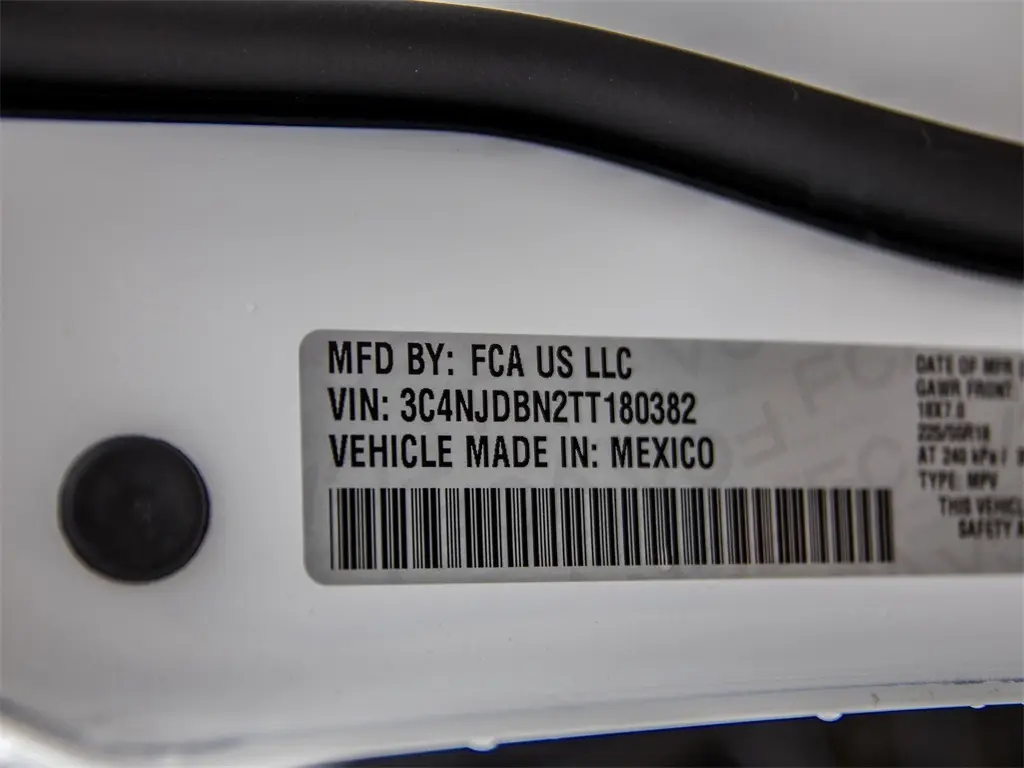 MFD BY: FCA US LLC
VIN: 3C4NJDBN2TT180382
VEHICLE MADE IN: MEXICO
DATE OF MFR
GAWR FRONT
18X7.0
225/55R18
AT 240 kPa /
TYPE: MPV
THIS VEHICL
SAFETY A